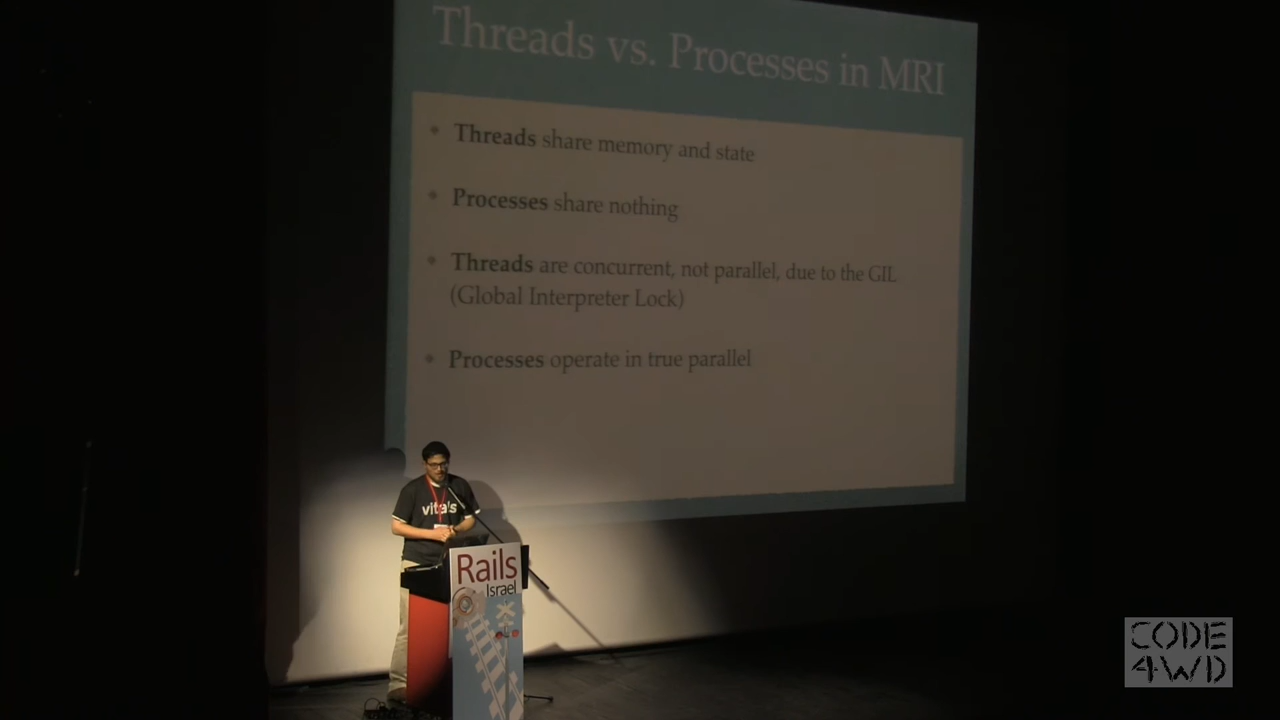 Threads vs. Processes in MRI
Threads share memory and state
Processes share nothing
Threads are concurrent, not parallel, due to the GIL
(Global Interpreter Lock)
Processes operate in true parallel
vitals
Rails
Israel
CODE
4WD